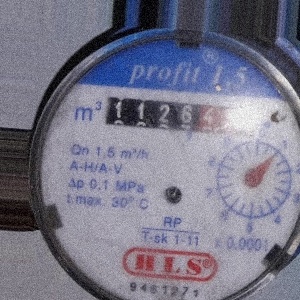 profit® 1,5
m³ 1 1 2 6 4
Qn 1,5 m³/h
A-H/A-V
Δp 0,1 MPa
t.max. 30° C
RP
T-sk 1-11
x 0,0001
HLS®